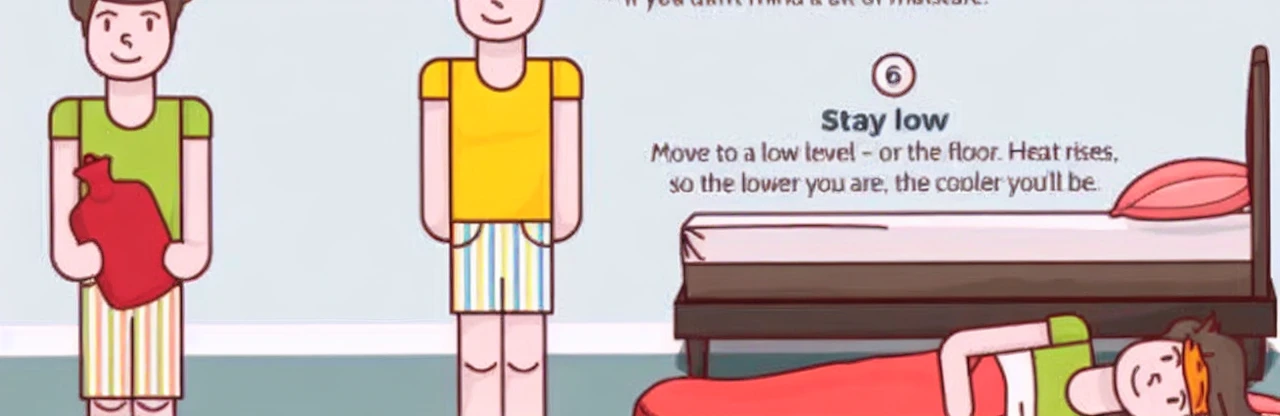 6
Stay low
Move to a low level - or the floor. Heat rises,
so the lower you are, the cooler you'll be.